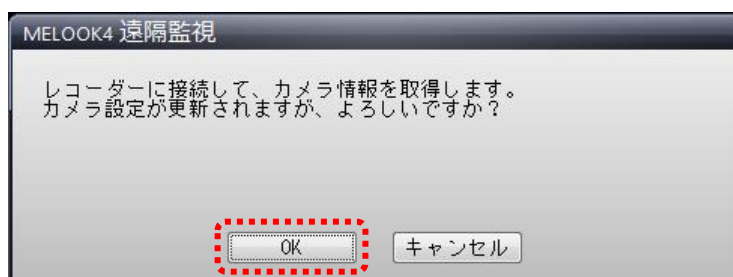 MELOOK4 遠隔監視
レコーダーに接続して、カメラ情報を取得します。
カメラ設定が更新されますが、よろしいですか？
OK キャンセル